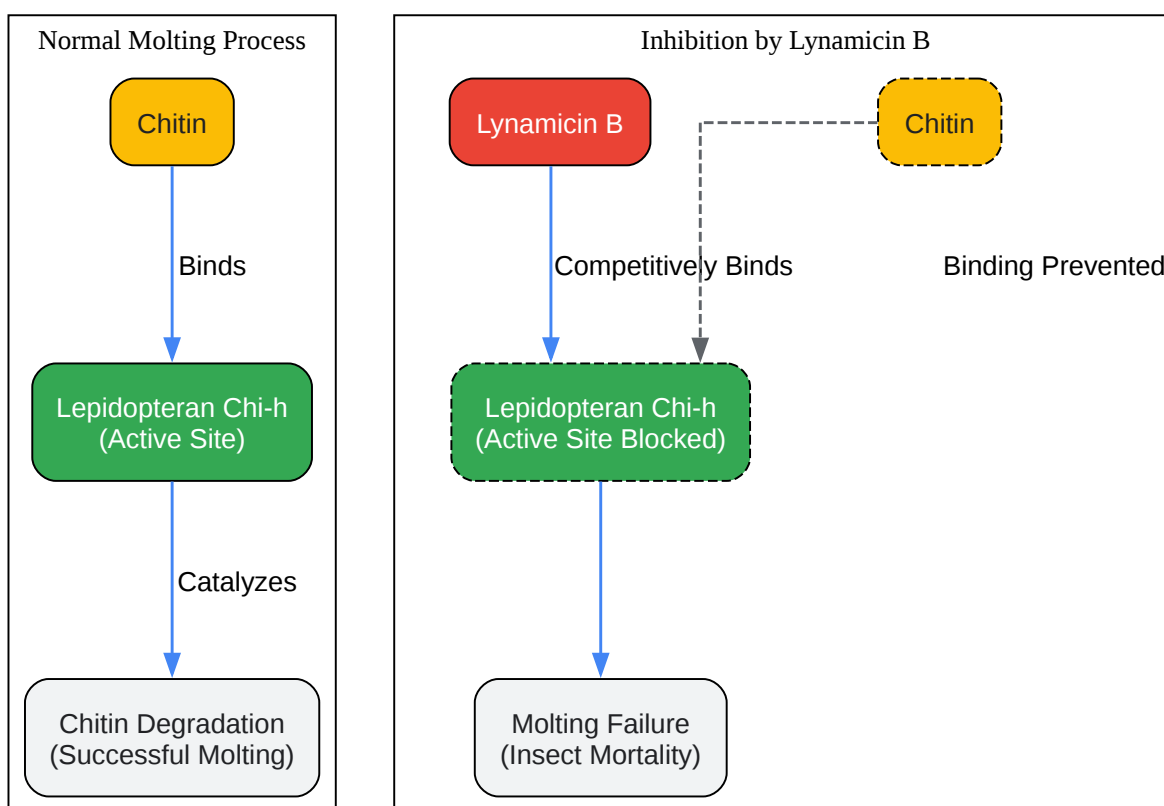 Normal Molting Process
Chitin
Binds
Lepidopteran Chi-h
(Active Site)
Catalyzes
Chitin Degradation
(Successful Molting)
Inhibition by Lynamicin B
Lynamicin B
Chitin
Competitively Binds
Binding Prevented
Lepidopteran Chi-h
(Active Site Blocked)
Molting Failure
(Insect Mortality)